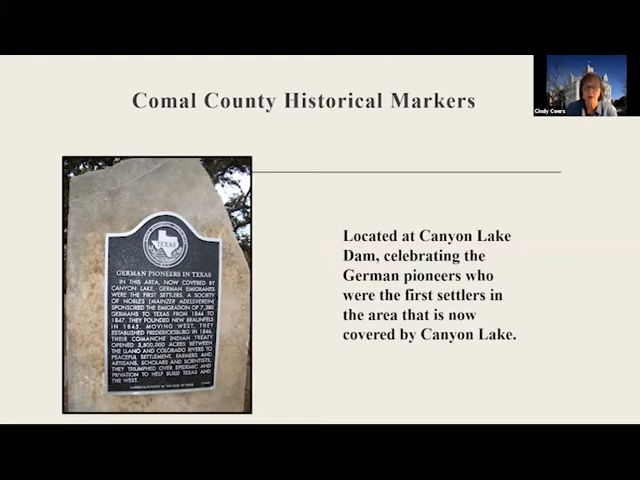 Comal County Historical Markers
Cindy Coers
TEXAS
GERMAN PIONEERS IN TEXAS
IN THIS AREA, NOW COVERED BY
CANYON LAKE, GERMAN EMIGRANTS
WERE THE FIRST SETTLERS. A SOCIETY
OF NOBLES (MAINZER ADELSVEREIN)
SPONSORED THE EMIGRATION OF 7,380
GERMANS TO TEXAS FROM 1844 TO
1847. THEY FOUNDED NEW BRAUNFELS
IN 1845. MOVING WEST, THEY
ESTABLISHED FREDERICKSBURG IN 1846.
THEIR COMANCHE INDIAN TREATY
OPENED 3,800,000 ACRES BETWEEN
THE LLANO AND COLORADO RIVERS TO
PEACEFUL SETTLEMENT. FARMERS AND
ARTISANS, SCHOLARS AND SCIENTISTS,
THEY TRIUMPHED OVER EPIDEMIC AND
PRIVATION TO HELP BUILD TEXAS AND
THE WEST.
Located at Canyon Lake
Dam, celebrating the
German pioneers who
were the first settlers in
the area that is now
covered by Canyon Lake.